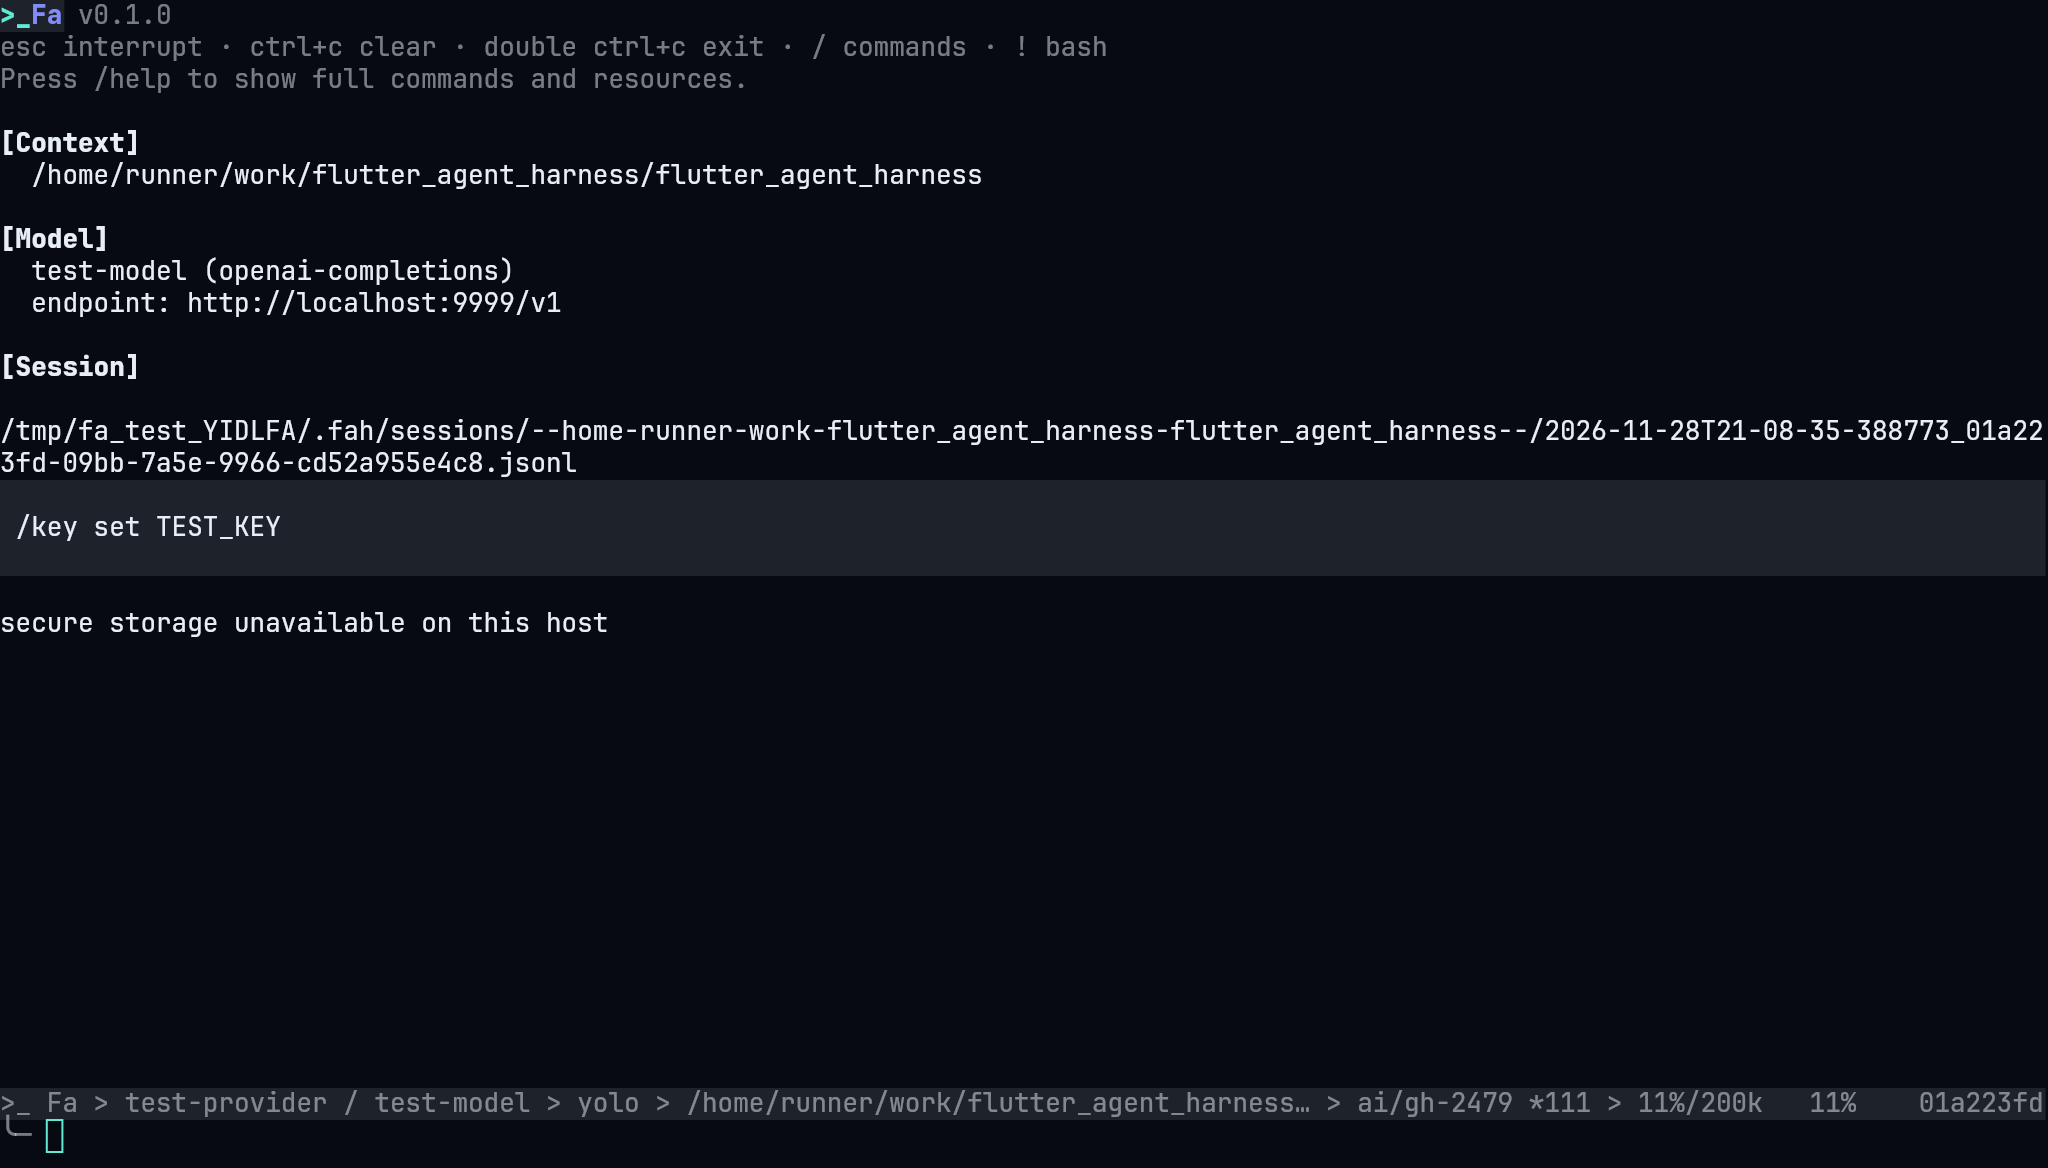 >_Fa v0.1.0
esc interrupt · ctrl+c clear · double ctrl+c exit · / commands · ! bash
Press /help to show full commands and resources.
[Context]
/home/runner/work/flutter_agent_harness/flutter_agent_harness
[Model]
test-model (openai-completions)
endpoint: http://localhost:9999/v1
[Session]
/tmp/fa_test_YIDLFA/.fah/sessions/--home-runner-work-flutter_agent_harness-flutter_agent_harness--/2026-11-28T21-08-35-388773_01a22
3fd-09bb-7a5e-9966-cd52a955e4c8.jsonl
/key set TEST_KEY
secure storage unavailable on this host
>_ Fa > test-provider / test-model > yolo > /home/runner/work/flutter_agent_harness… > ai/gh-2479 *111 > 11%/200k 11% 01a223fd